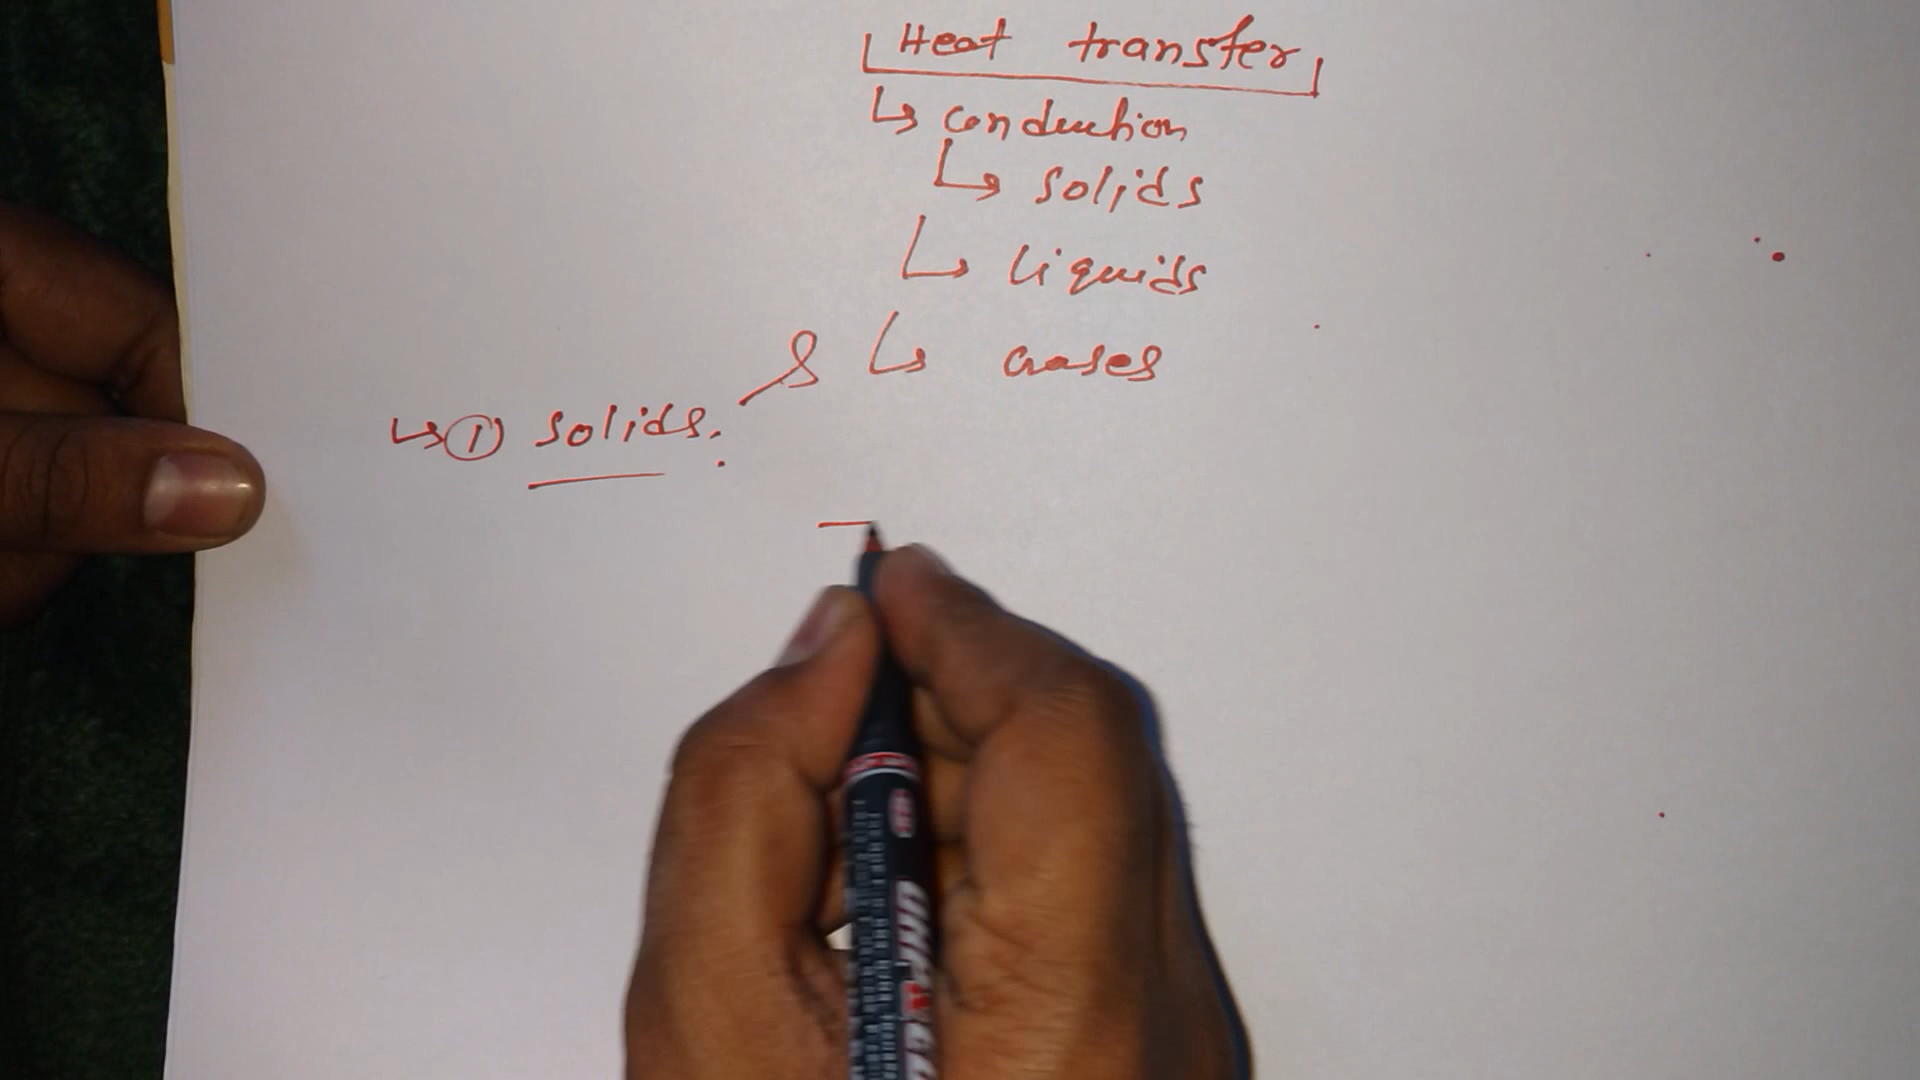 Heat transfer
↳ conduction
↳ solids
↳ liquids
& ↳ Gases
↳ ① solids.